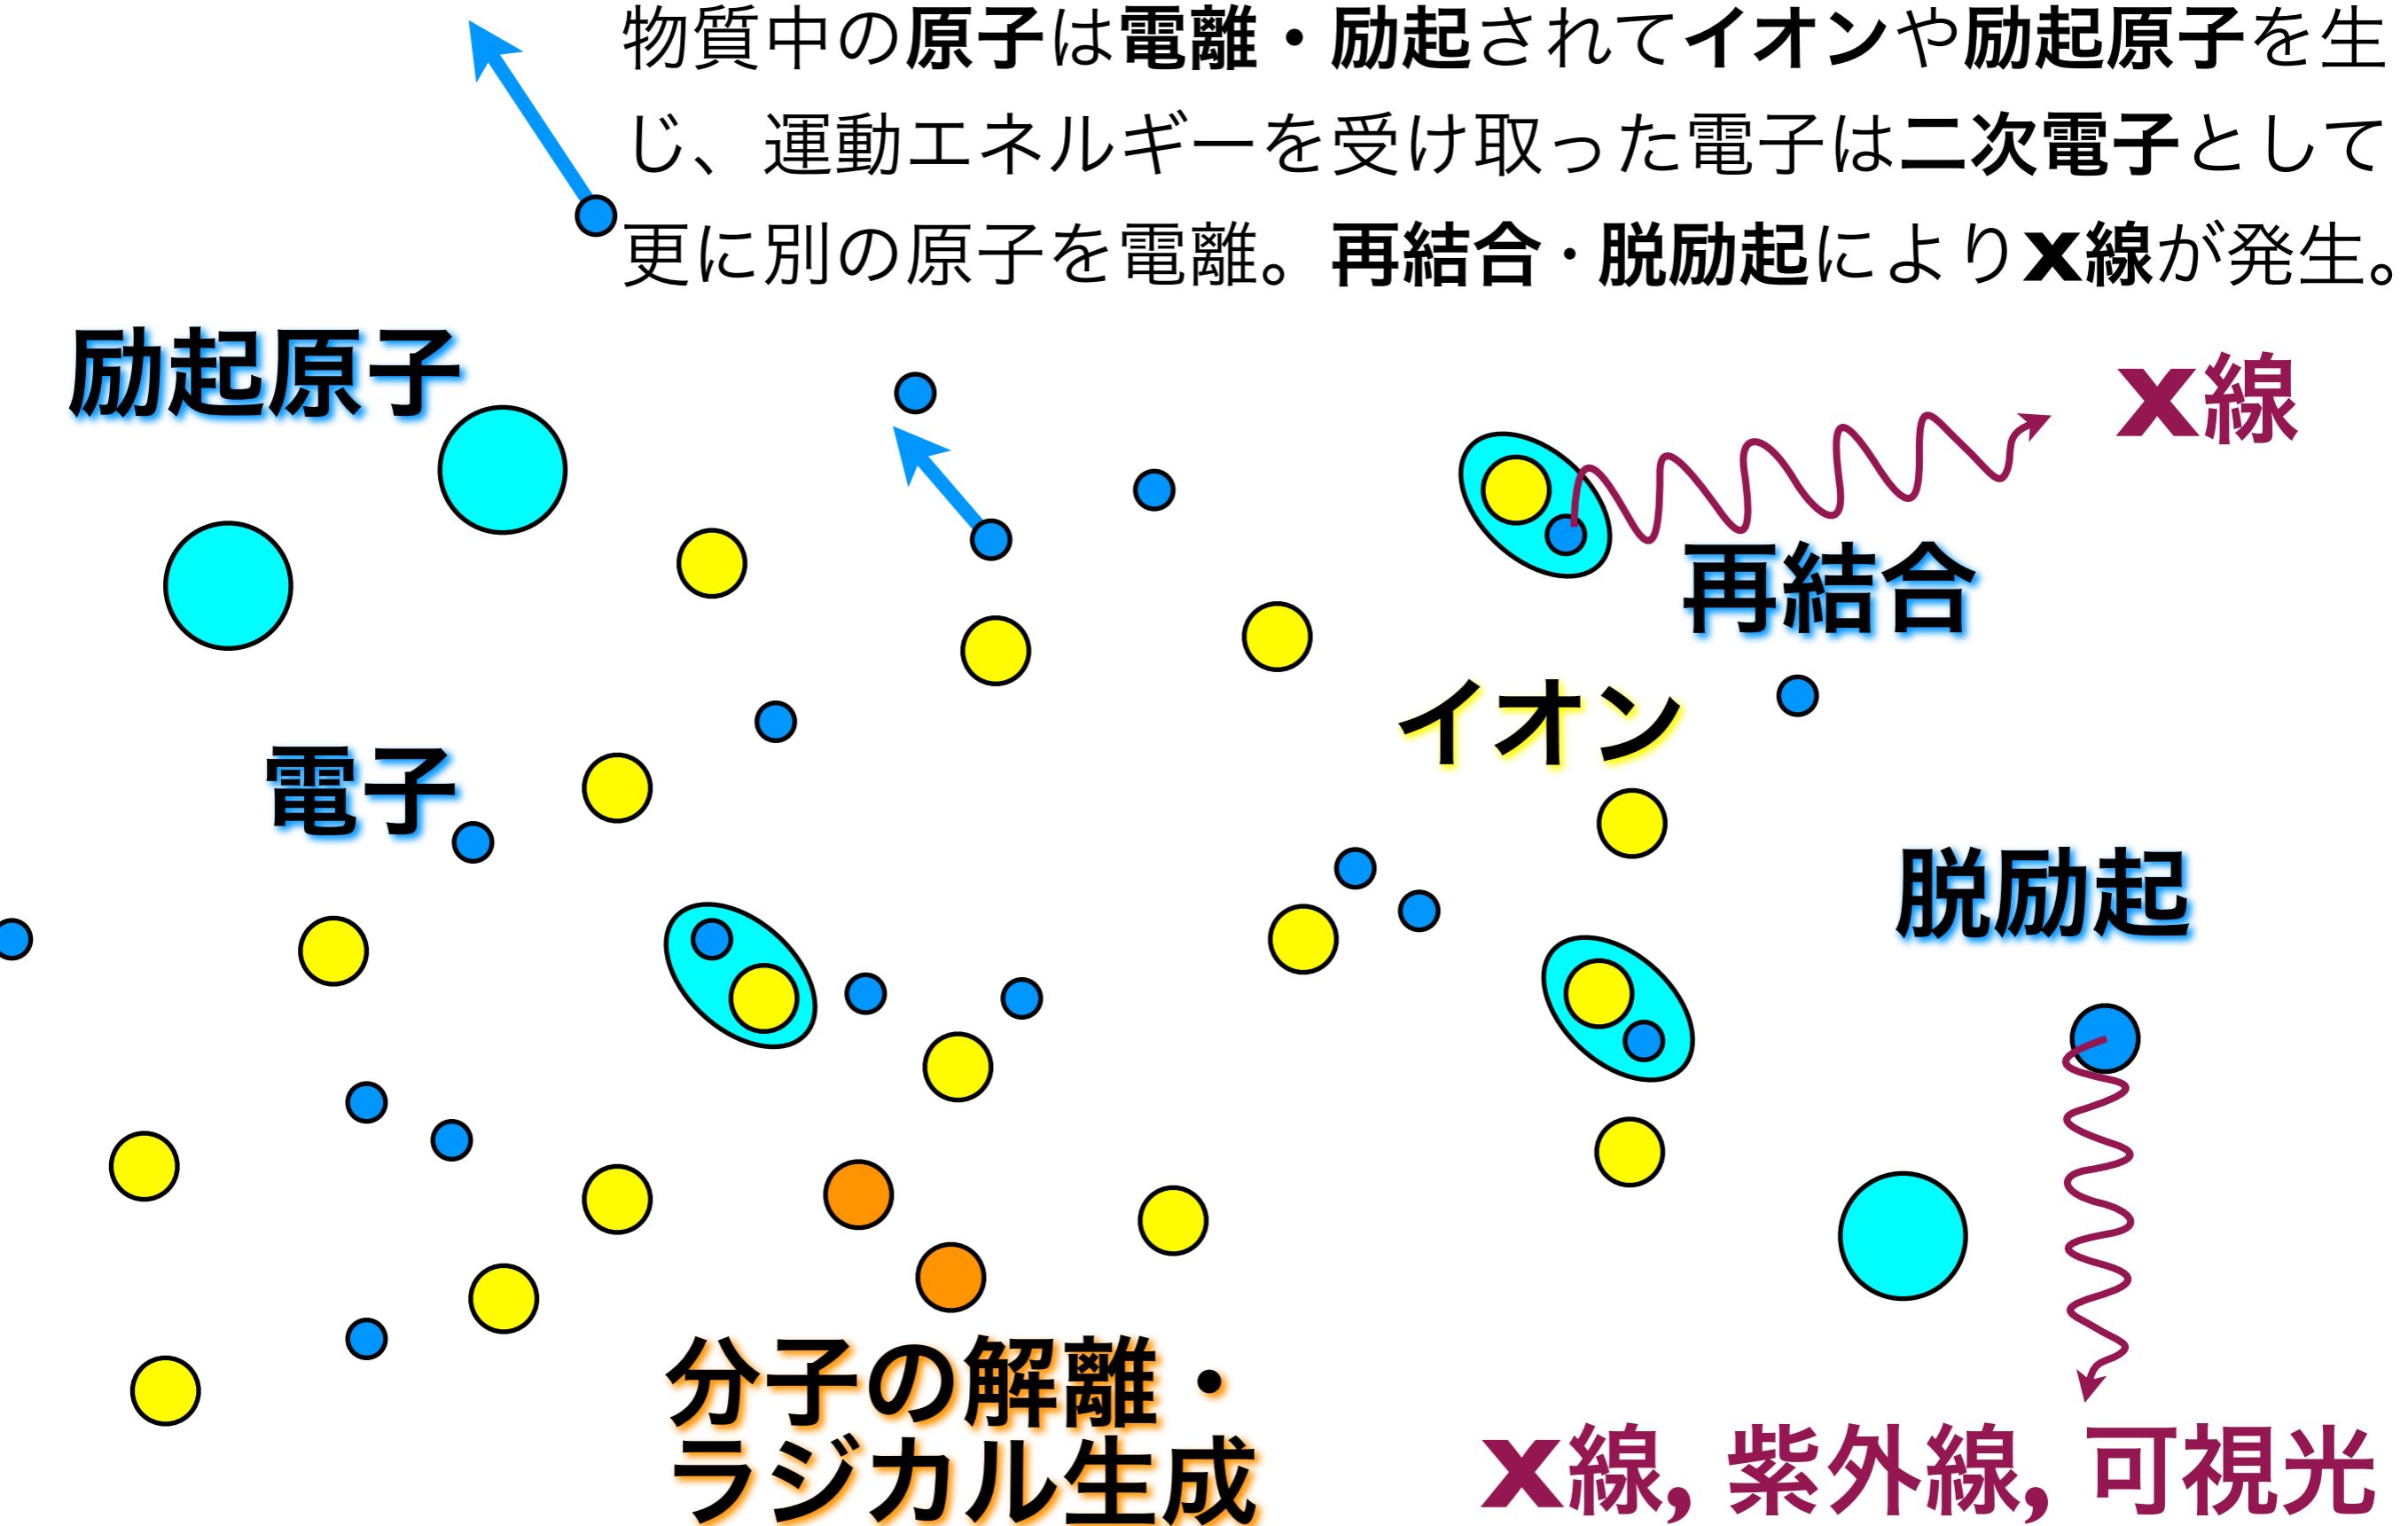 物質中の原子は電離・励起されてイオンや励起原子を生
じ、運動エネルギーを受け取った電子は二次電子として
更に別の原子を電離。再結合・脱励起によりX線が発生。
励起原子
X線
再結合
イオン
電子
脱励起
分子の解離・
ラジカル生成
X線, 紫外線, 可視光